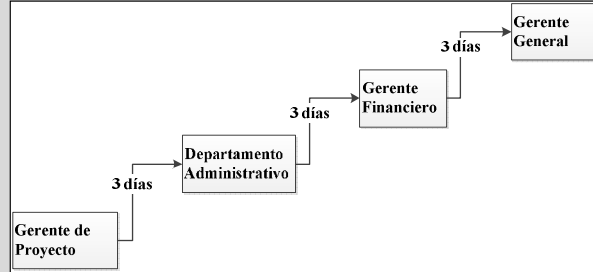 Gerente
General
3 días
Gerente
Financiero
3 días
Departamento
Administrativo
3 días
Gerente de
Proyecto